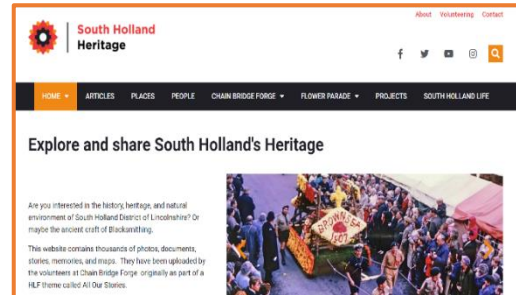 About Volunteering Contact
South Holland
Heritage
HOME ARTICLES PLACES PEOPLE CHAIN BRIDGE FORGE FLOWER PARADE PROJECTS SOUTH HOLLAND LIFE
Explore and share South Holland's Heritage
Are you interested in the history, heritage, and natural
environment of South Holland District of Lincolnshire? Or
maybe the ancient craft of Blacksmithing.
This website contains thousands of photos, documents,
stories, memories, and maps. They have been uploaded by
the volunteers at Chain Bridge Forge originally as part of a
HLF theme called All Our Stories.